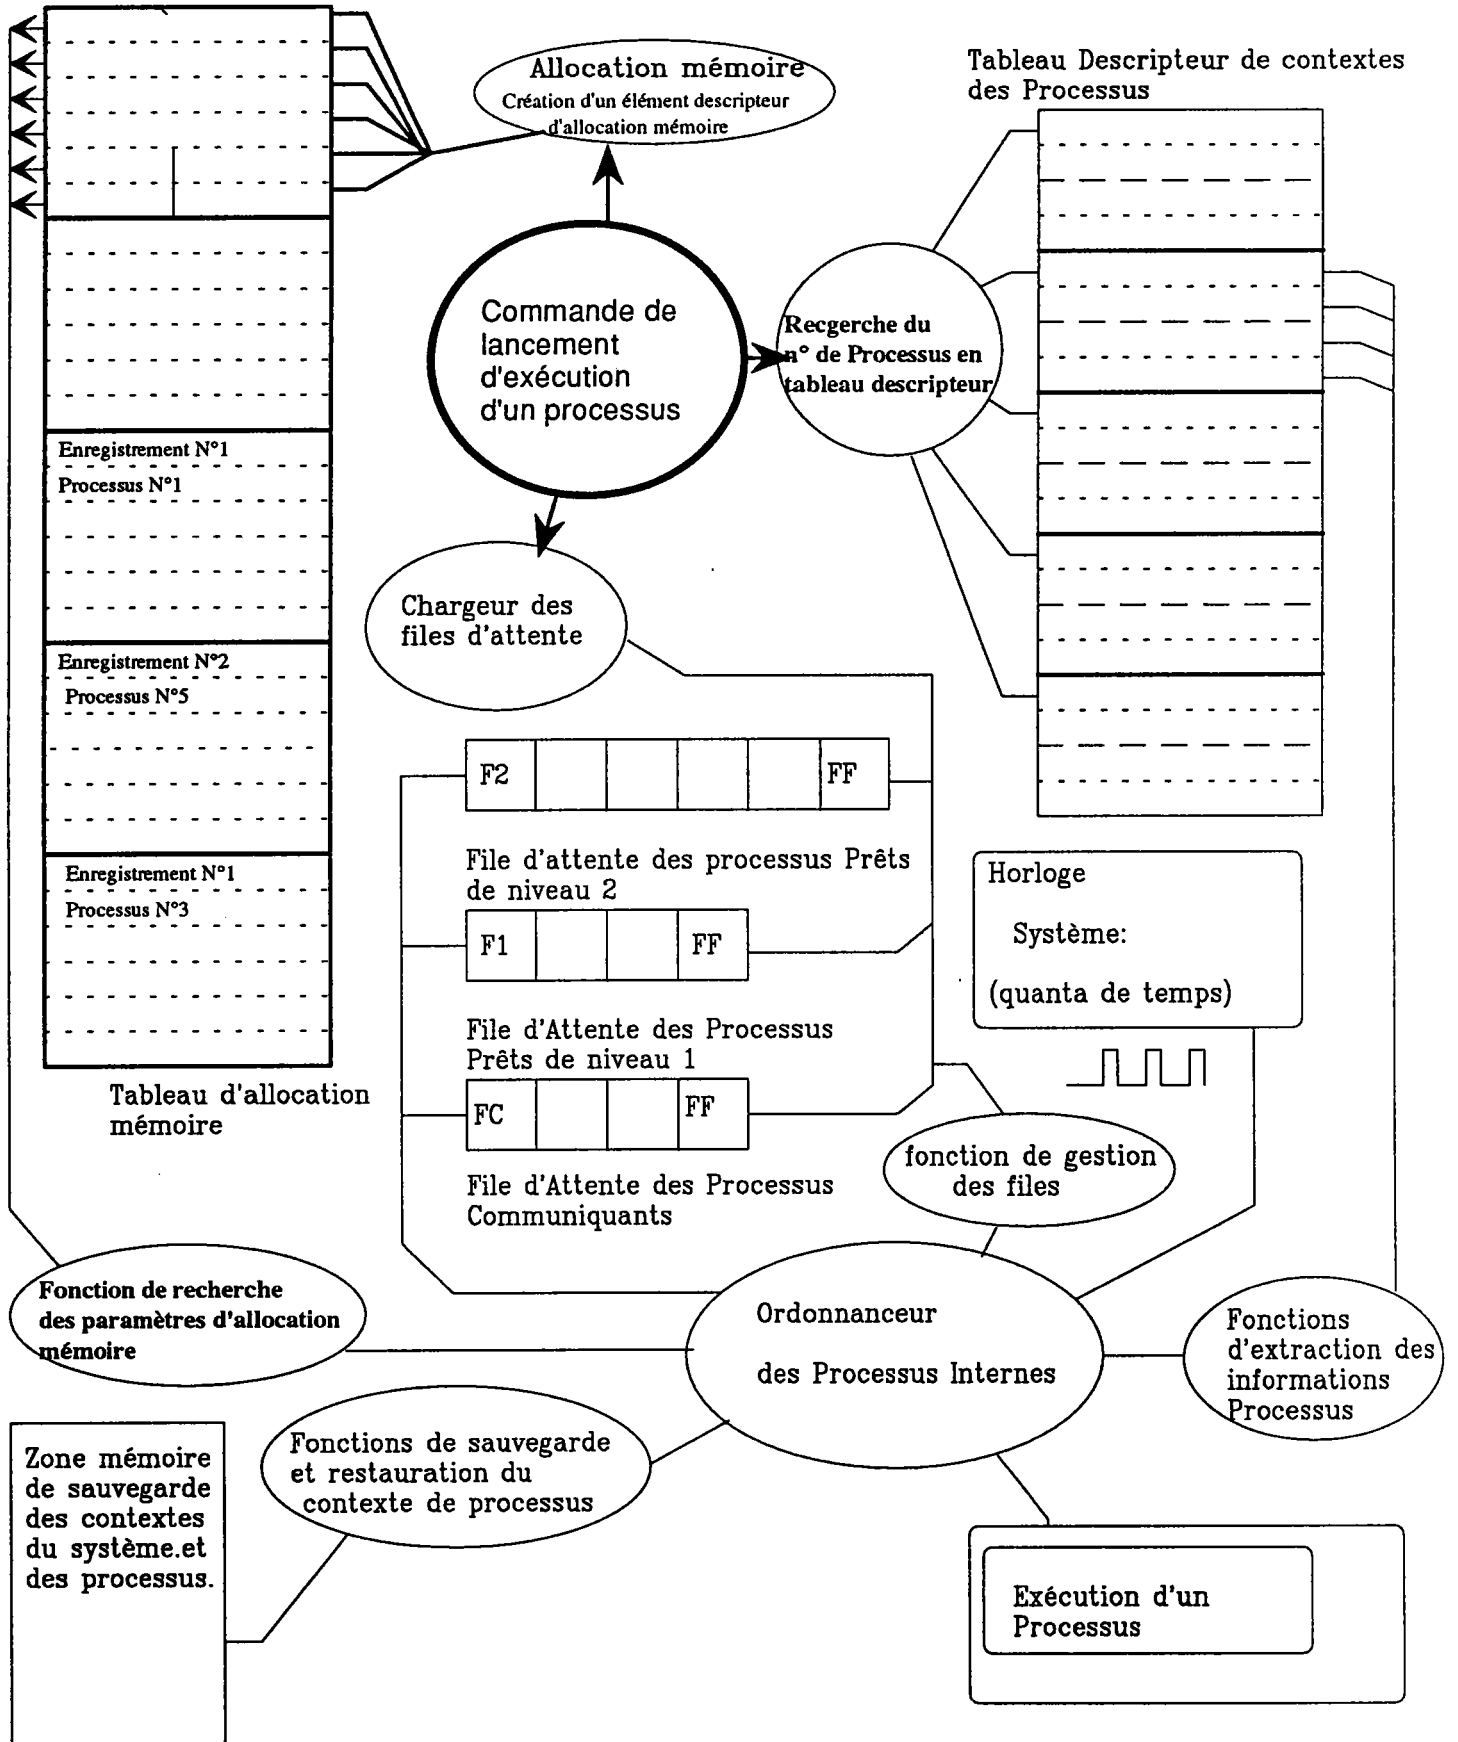 Allocation mémoire
Création d'un élément descripteur
d'allocation mémoire
Tableau Descripteur de contextes
des Processus
Commande de
lancement
d'exécution
d'un processus
Recgerche du
n° de Processus en
tableau descripteur
Enregistrement N°1
Processus N°1
Enregistrement N°2
Processus N°5
Enregistrement N°1
Processus N°3
Tableau d'allocation
mémoire
Chargeur des
files d'attente
F2 FF
File d'attente des processus Prêts
de niveau 2
F1 FF
File d'Attente des Processus
Prêts de niveau 1
FC FF
File d'Attente des Processus
Communiquants
Horloge
Système:
(quanta de temps)
fonction de gestion
des files
Fonction de recherche
des paramètres d'allocation
mémoire
Ordonnanceur
des Processus Internes
Fonctions
d'extraction des
informations
Processus
Fonctions de sauvegarde
et restauration du
contexte de processus
Zone mémoire
de sauvegarde
des contextes
du système.et
des processus.
Exécution d'un
Processus